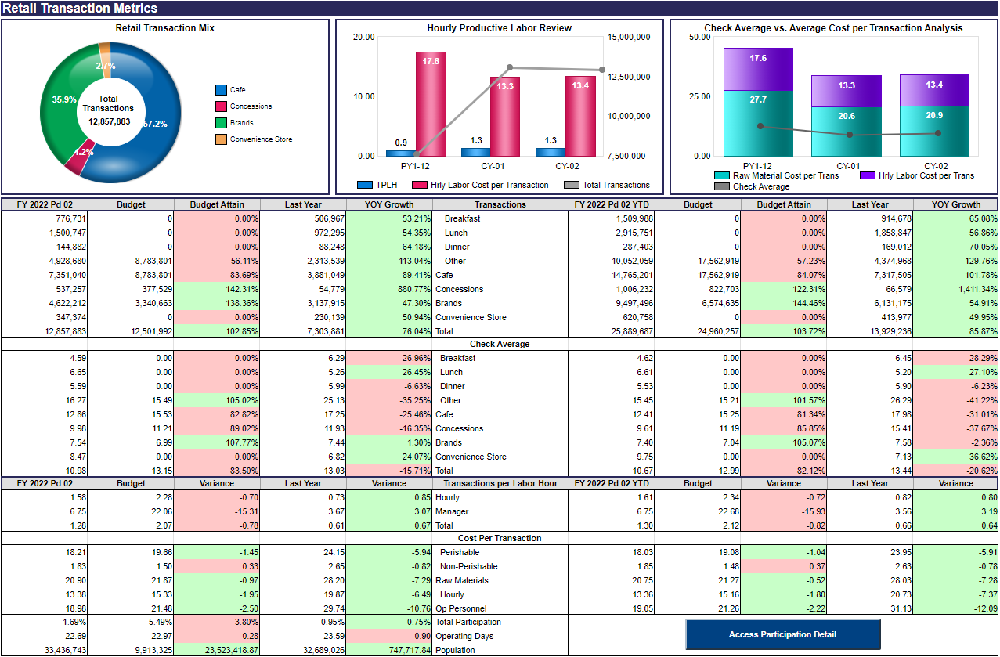 Retail Transaction Metrics
Retail Transaction Mix
2.7%
35.9%
57.2%
4.2%
Total
Transactions
12,857,883
Cafe
Concessions
Brands
Convenience Store
Hourly Productive Labor Review
20.00
10.00
0.00
15,000,000
12,500,000
10,000,000
7,500,000
17.6
13.3
13.4
0.9
1.3
1.3
PY1-12
CY-01
CY-02
TPLH
Hrly Labor Cost per Transaction
Total Transactions
Check Average vs. Average Cost per Transaction Analysis
50.00
25.00
0.00
17.6
13.3
13.4
27.7
20.6
20.9
PY1-12
CY-01
CY-02
Raw Material Cost per Trans
Hrly Labor Cost per Trans
Check Average
FY 2022 Pd 02 Budget Budget Attain Last Year YOY Growth Transactions FY 2022 Pd 02 YTD Budget Budget Attain Last Year YOY Growth
776,731 0 0.00% 506,967 53.21% Breakfast 1,509,988 0 0.00% 914,678 65.08%
1,500,747 0 0.00% 972,295 54.35% Lunch 2,915,751 0 0.00% 1,858,847 56.86%
144,882 0 0.00% 88,248 64.18% Dinner 287,403 0 0.00% 169,012 70.05%
4,928,680 8,783,801 56.11% 2,313,539 113.04% Other 10,052,059 17,562,919 57.23% 4,374,968 129.76%
7,351,040 8,783,801 83.69% 3,881,049 89.41% Cafe 14,765,201 17,562,919 84.07% 7,317,505 101.78%
537,257 377,529 142.31% 54,779 880.77% Concessions 1,006,232 822,703 122.31% 66,579 1,411.34%
4,622,212 3,340,663 138.36% 3,137,915 47.30% Brands 9,497,496 6,574,635 144.46% 6,131,175 54.91%
347,374 0 0.00% 230,139 50.94% Convenience Store 620,758 0 0.00% 413,977 49.95%
12,857,883 12,501,992 102.85% 7,303,881 76.04% Total 25,889,687 24,960,257 103.72% 13,929,236 85.87%
Check Average
4.59 0.00 0.00% 6.29 -26.96% Breakfast 4.62 0.00 0.00% 6.45 -28.29%
6.65 0.00 0.00% 5.26 26.45% Lunch 6.61 0.00 0.00% 5.20 27.10%
5.59 0.00 0.00% 5.99 -6.63% Dinner 5.53 0.00 0.00% 5.90 -6.23%
16.27 15.49 105.02% 25.13 -35.25% Other 15.45 15.21 101.57% 26.29 -41.22%
12.86 15.53 82.82% 17.25 -25.46% Cafe 12.41 15.25 81.34% 17.98 -31.01%
9.98 11.21 89.02% 11.93 -16.35% Concessions 9.61 11.19 85.85% 15.41 -37.67%
7.54 6.99 107.77% 7.44 1.30% Brands 7.40 7.04 105.07% 7.58 -2.36%
8.47 0.00 0.00% 6.82 24.07% Convenience Store 9.75 0.00 0.00% 7.13 36.62%
10.98 13.15 83.50% 13.03 -15.71% Total 10.67 12.99 82.12% 13.44 -20.62%
FY 2022 Pd 02 Budget Variance Last Year Variance Transactions per Labor Hour FY 2022 Pd 02 YTD Budget Variance Last Year Variance
1.58 2.28 -0.70 0.73 0.85 Hourly 1.61 2.34 -0.72 0.82 0.80
6.75 22.06 -15.31 3.67 3.07 Manager 6.75 22.68 -15.93 3.56 3.19
1.28 2.07 -0.78 0.61 0.67 Total 1.30 2.12 -0.82 0.66 0.64
Cost Per Transaction
18.21 19.66 -1.45 24.15 -5.94 Perishable 18.03 19.08 -1.04 23.95 -5.91
1.83 1.50 0.33 2.65 -0.82 Non-Perishable 1.85 1.48 0.37 2.63 -0.78
20.90 21.87 -0.97 28.20 -7.29 Raw Materials 20.75 21.27 -0.52 28.03 -7.28
13.38 15.33 -1.95 19.87 -6.49 Hourly 13.36 15.16 -1.80 20.73 -7.37
18.98 21.48 -2.50 29.74 -10.76 Op Personnel 19.05 21.26 -2.22 31.13 -12.09
1.69% 5.49% -3.80% 0.95% 0.75% Total Participation
22.69 22.97 -0.28 23.59 -0.90 Operating Days
33,436,743 9,913,325 23,523,418.87 32,689,026 747,717.84 Population
Access Participation Detail